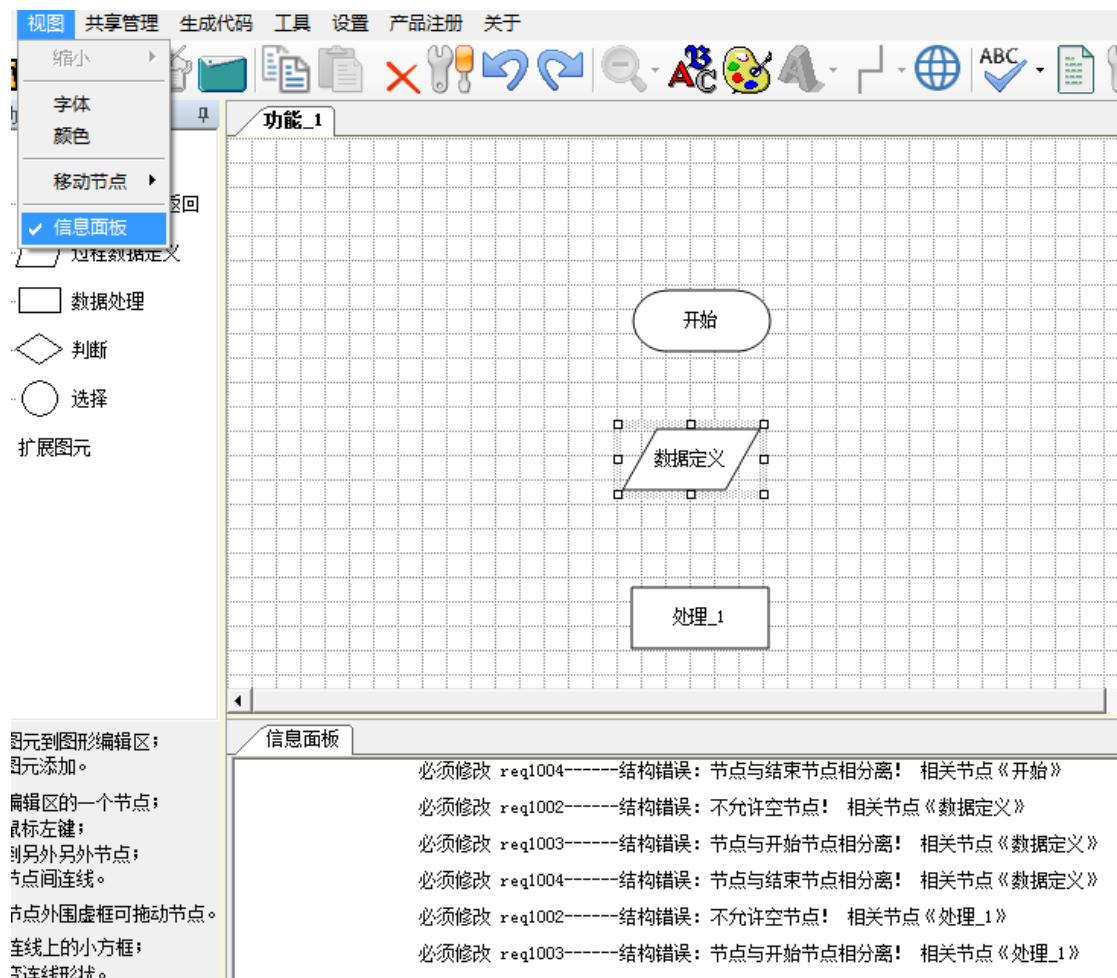 视图 共享管理 生成代码 工具 设置 产品注册 关于
缩小
字体
颜色
移动节点
信息面板
ABC
功能_1
返回
过程数据定义
数据处理
判断
选择
扩展图元
开始
数据定义
处理_1
图元到图形编辑区；
图元添加。
编辑区的一个节点；
鼠标左键；
到另外另外节点；
节点间连线。
节点外围虚框可拖动节点。
连线上的小方框；
变连线形状。
信息面板
必须修改 req1004------结构错误：节点与结束节点相分离！ 相关节点《开始》
必须修改 req1002------结构错误：不允许空节点！ 相关节点《数据定义》
必须修改 req1003------结构错误：节点与开始节点相分离！ 相关节点《数据定义》
必须修改 req1004------结构错误：节点与结束节点相分离！ 相关节点《数据定义》
必须修改 req1002------结构错误：不允许空节点！ 相关节点《处理_1》
必须修改 req1003------结构错误：节点与开始节点相分离！ 相关节点《处理_1》